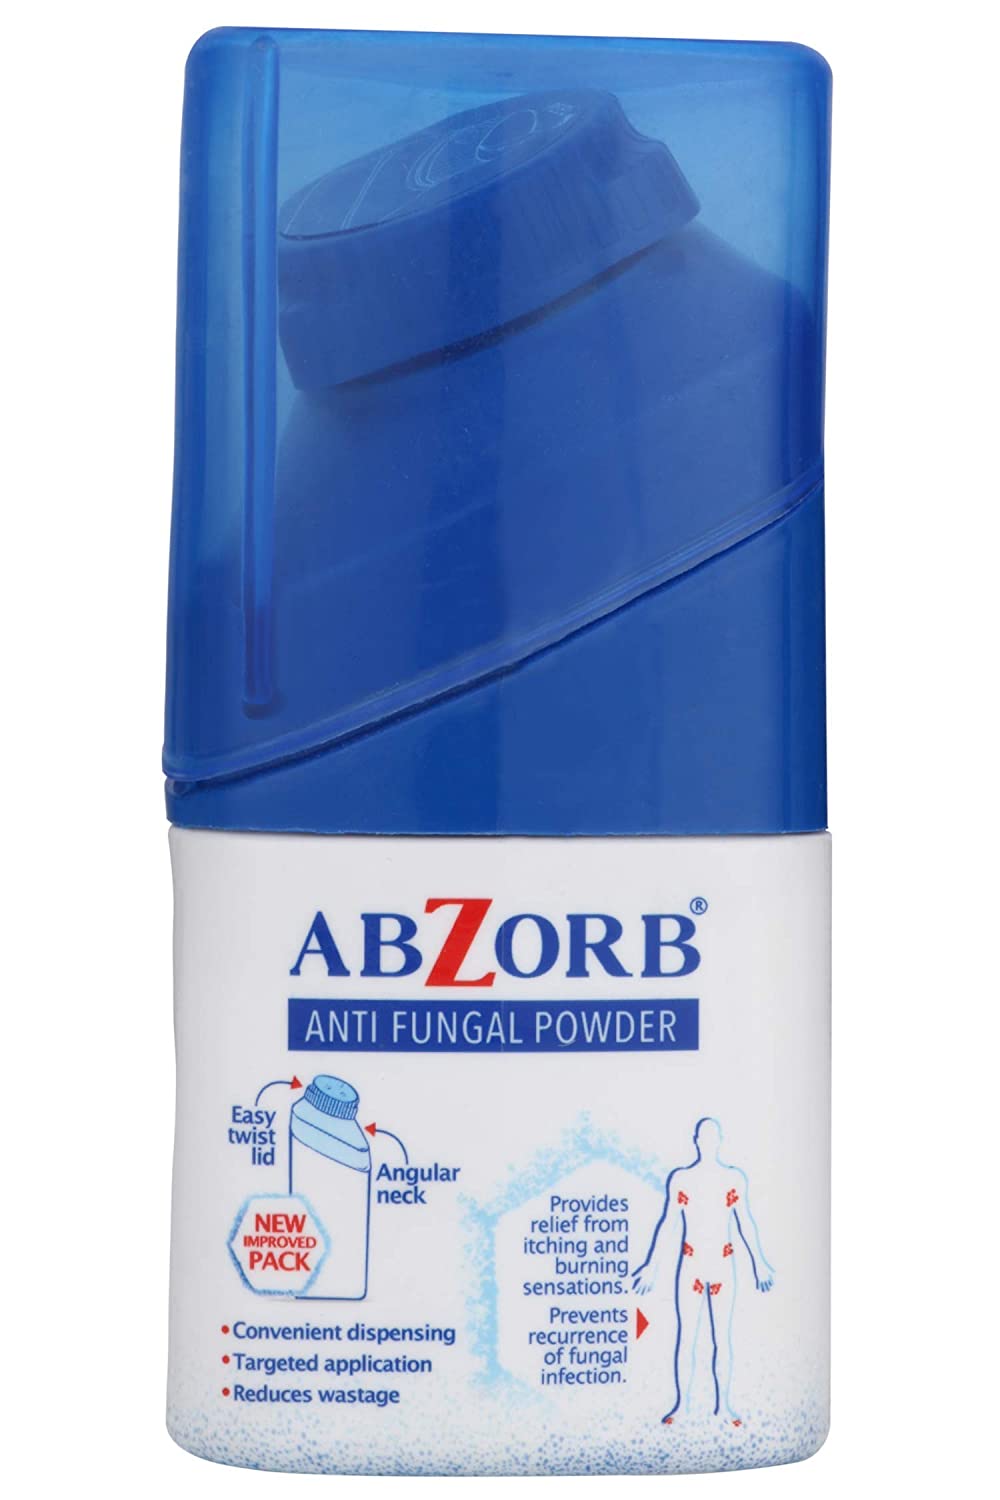 ABZORB®
ANTI FUNGAL POWDER
Easy
twist
lid
Angular
neck
NEW
IMPROVED
PACK
• Convenient dispensing
• Targeted application
• Reduces wastage
Provides
relief from
itching and
burning
sensations.
Prevents
recurrence
of fungal
infection.